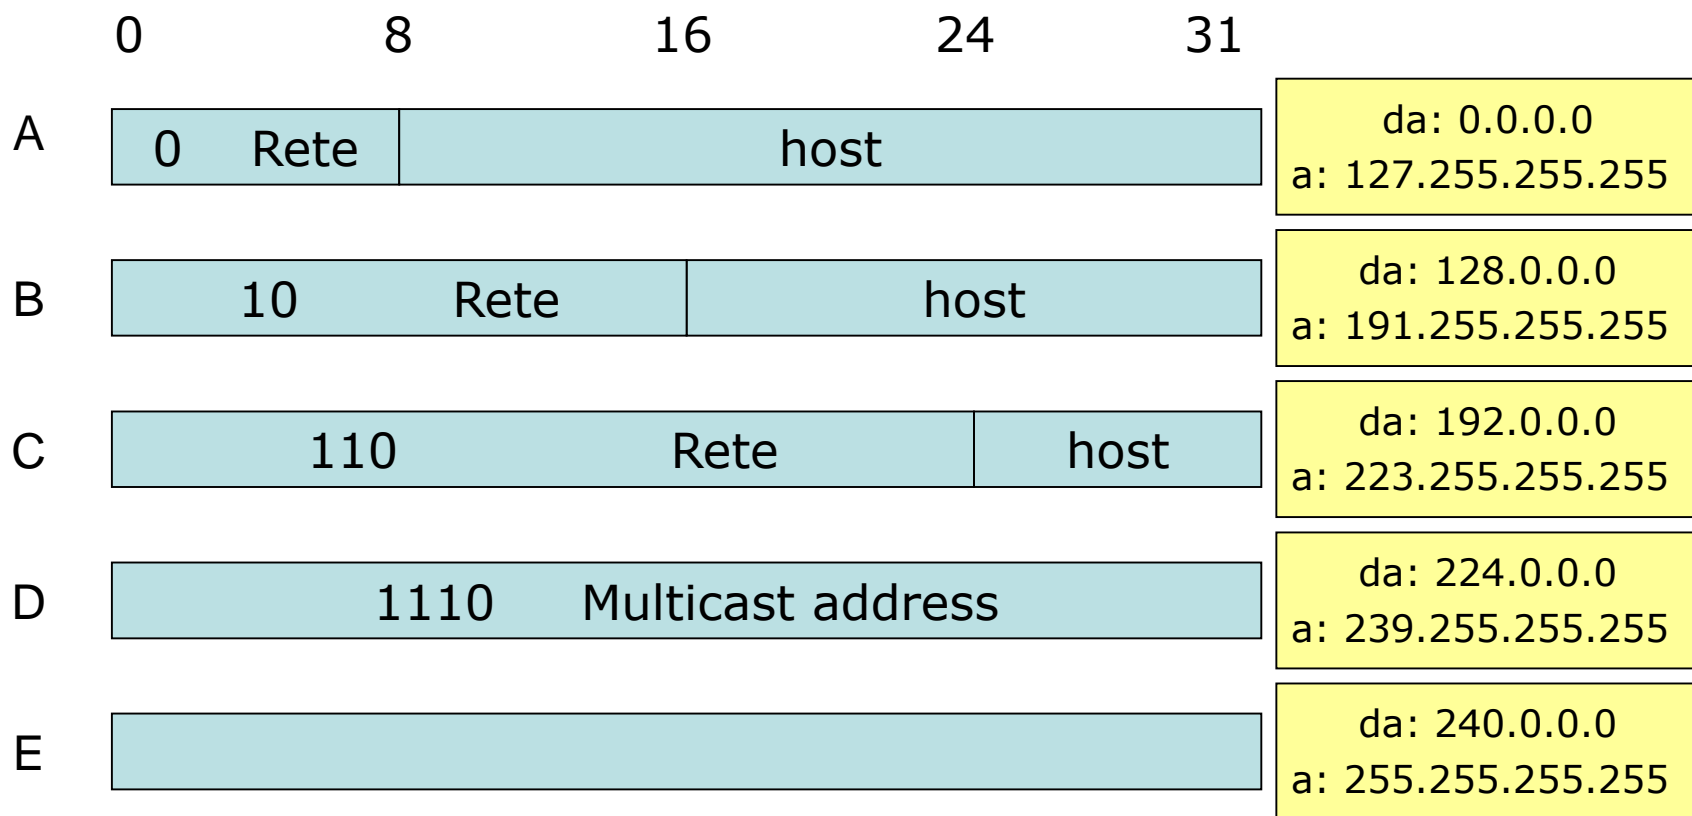 0 8 16 24 31
A 0 Rete host da: 0.0.0.0
a: 127.255.255.255
B 10 Rete host da: 128.0.0.0
a: 191.255.255.255
C 110 Rete host da: 192.0.0.0
a: 223.255.255.255
D 1110 Multicast address da: 224.0.0.0
a: 239.255.255.255
E da: 240.0.0.0
a: 255.255.255.255